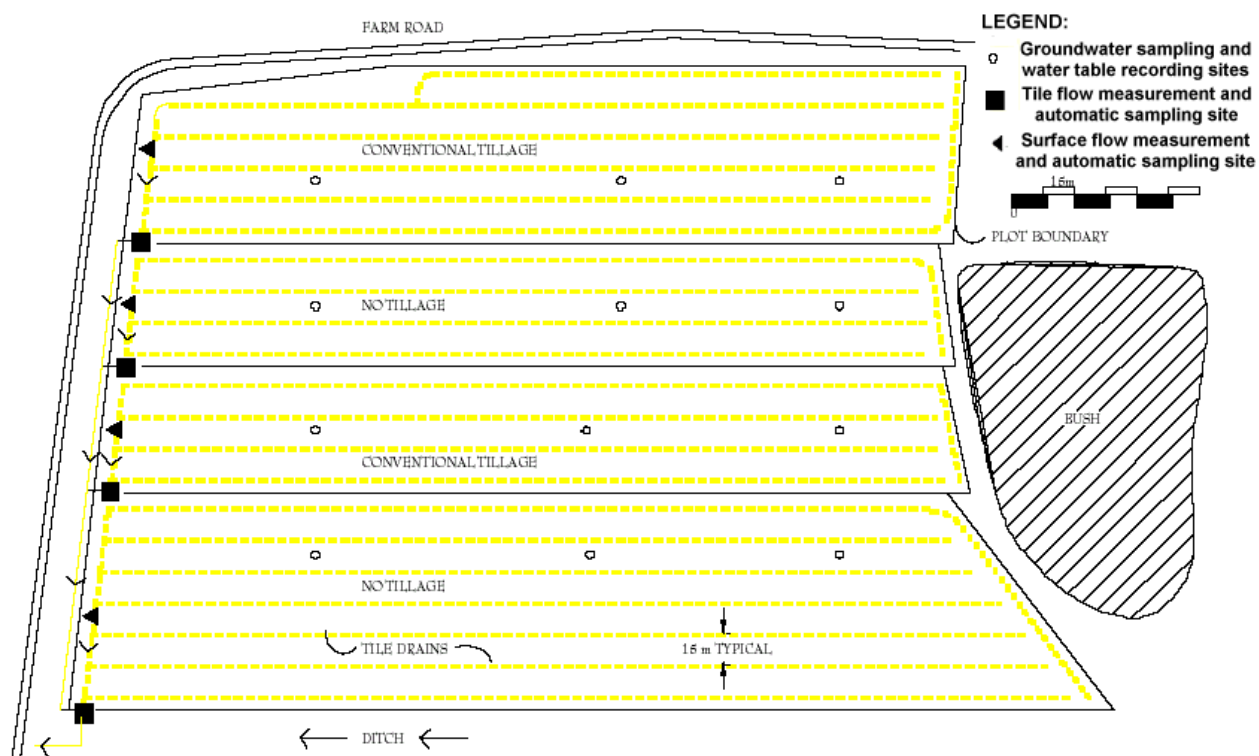 FARM ROAD
LEGEND:
Groundwater sampling and
water table recording sites
Tile flow measurement and
automatic sampling site
Surface flow measurement
and automatic sampling site
15m
0
CONVENTIONAL TILLAGE
PLOT BOUNDARY
NO TILLAGE
BUSH
CONVENTIONAL TILLAGE
NO TILLAGE
TILE DRAINS
15 m TYPICAL
DITCH